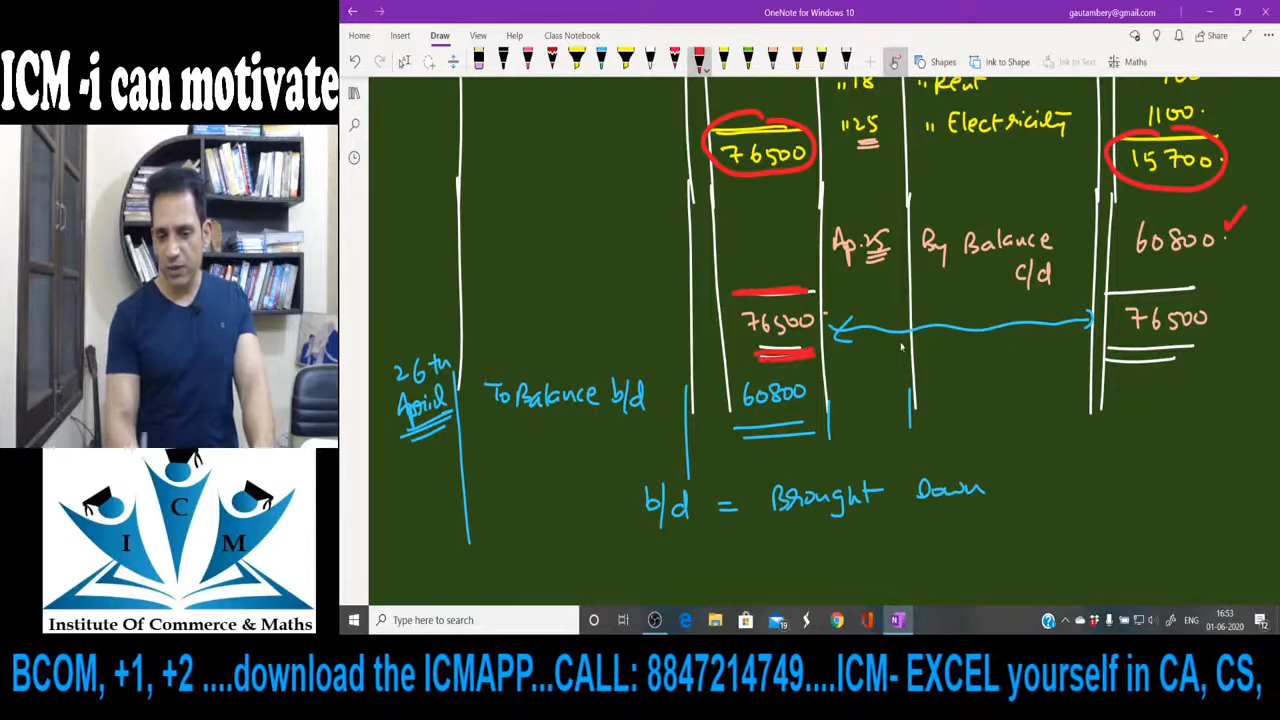 ICM -i can motivate
OneNote for Windows 10
gautambery@gmail.com
Home Insert Draw View Help Class Notebook
Share
Shapes
Ink to Shape
Ink to Text
Maths
"18 " Rent
1100.
"25 " Electricity
76500
15700.
Ap.25 By Balance c/d 60800.
76500 76500
26th April To Balance b/d 60800
b/d = Brought Down
I C M
Institute Of Commerce & Maths
Type here to search
ENG
16:53
01-06-2020
BCOM, +1, +2 ....download the ICMAPP...CALL: 8847214749....ICM- EXCEL yourself in CA, CS,